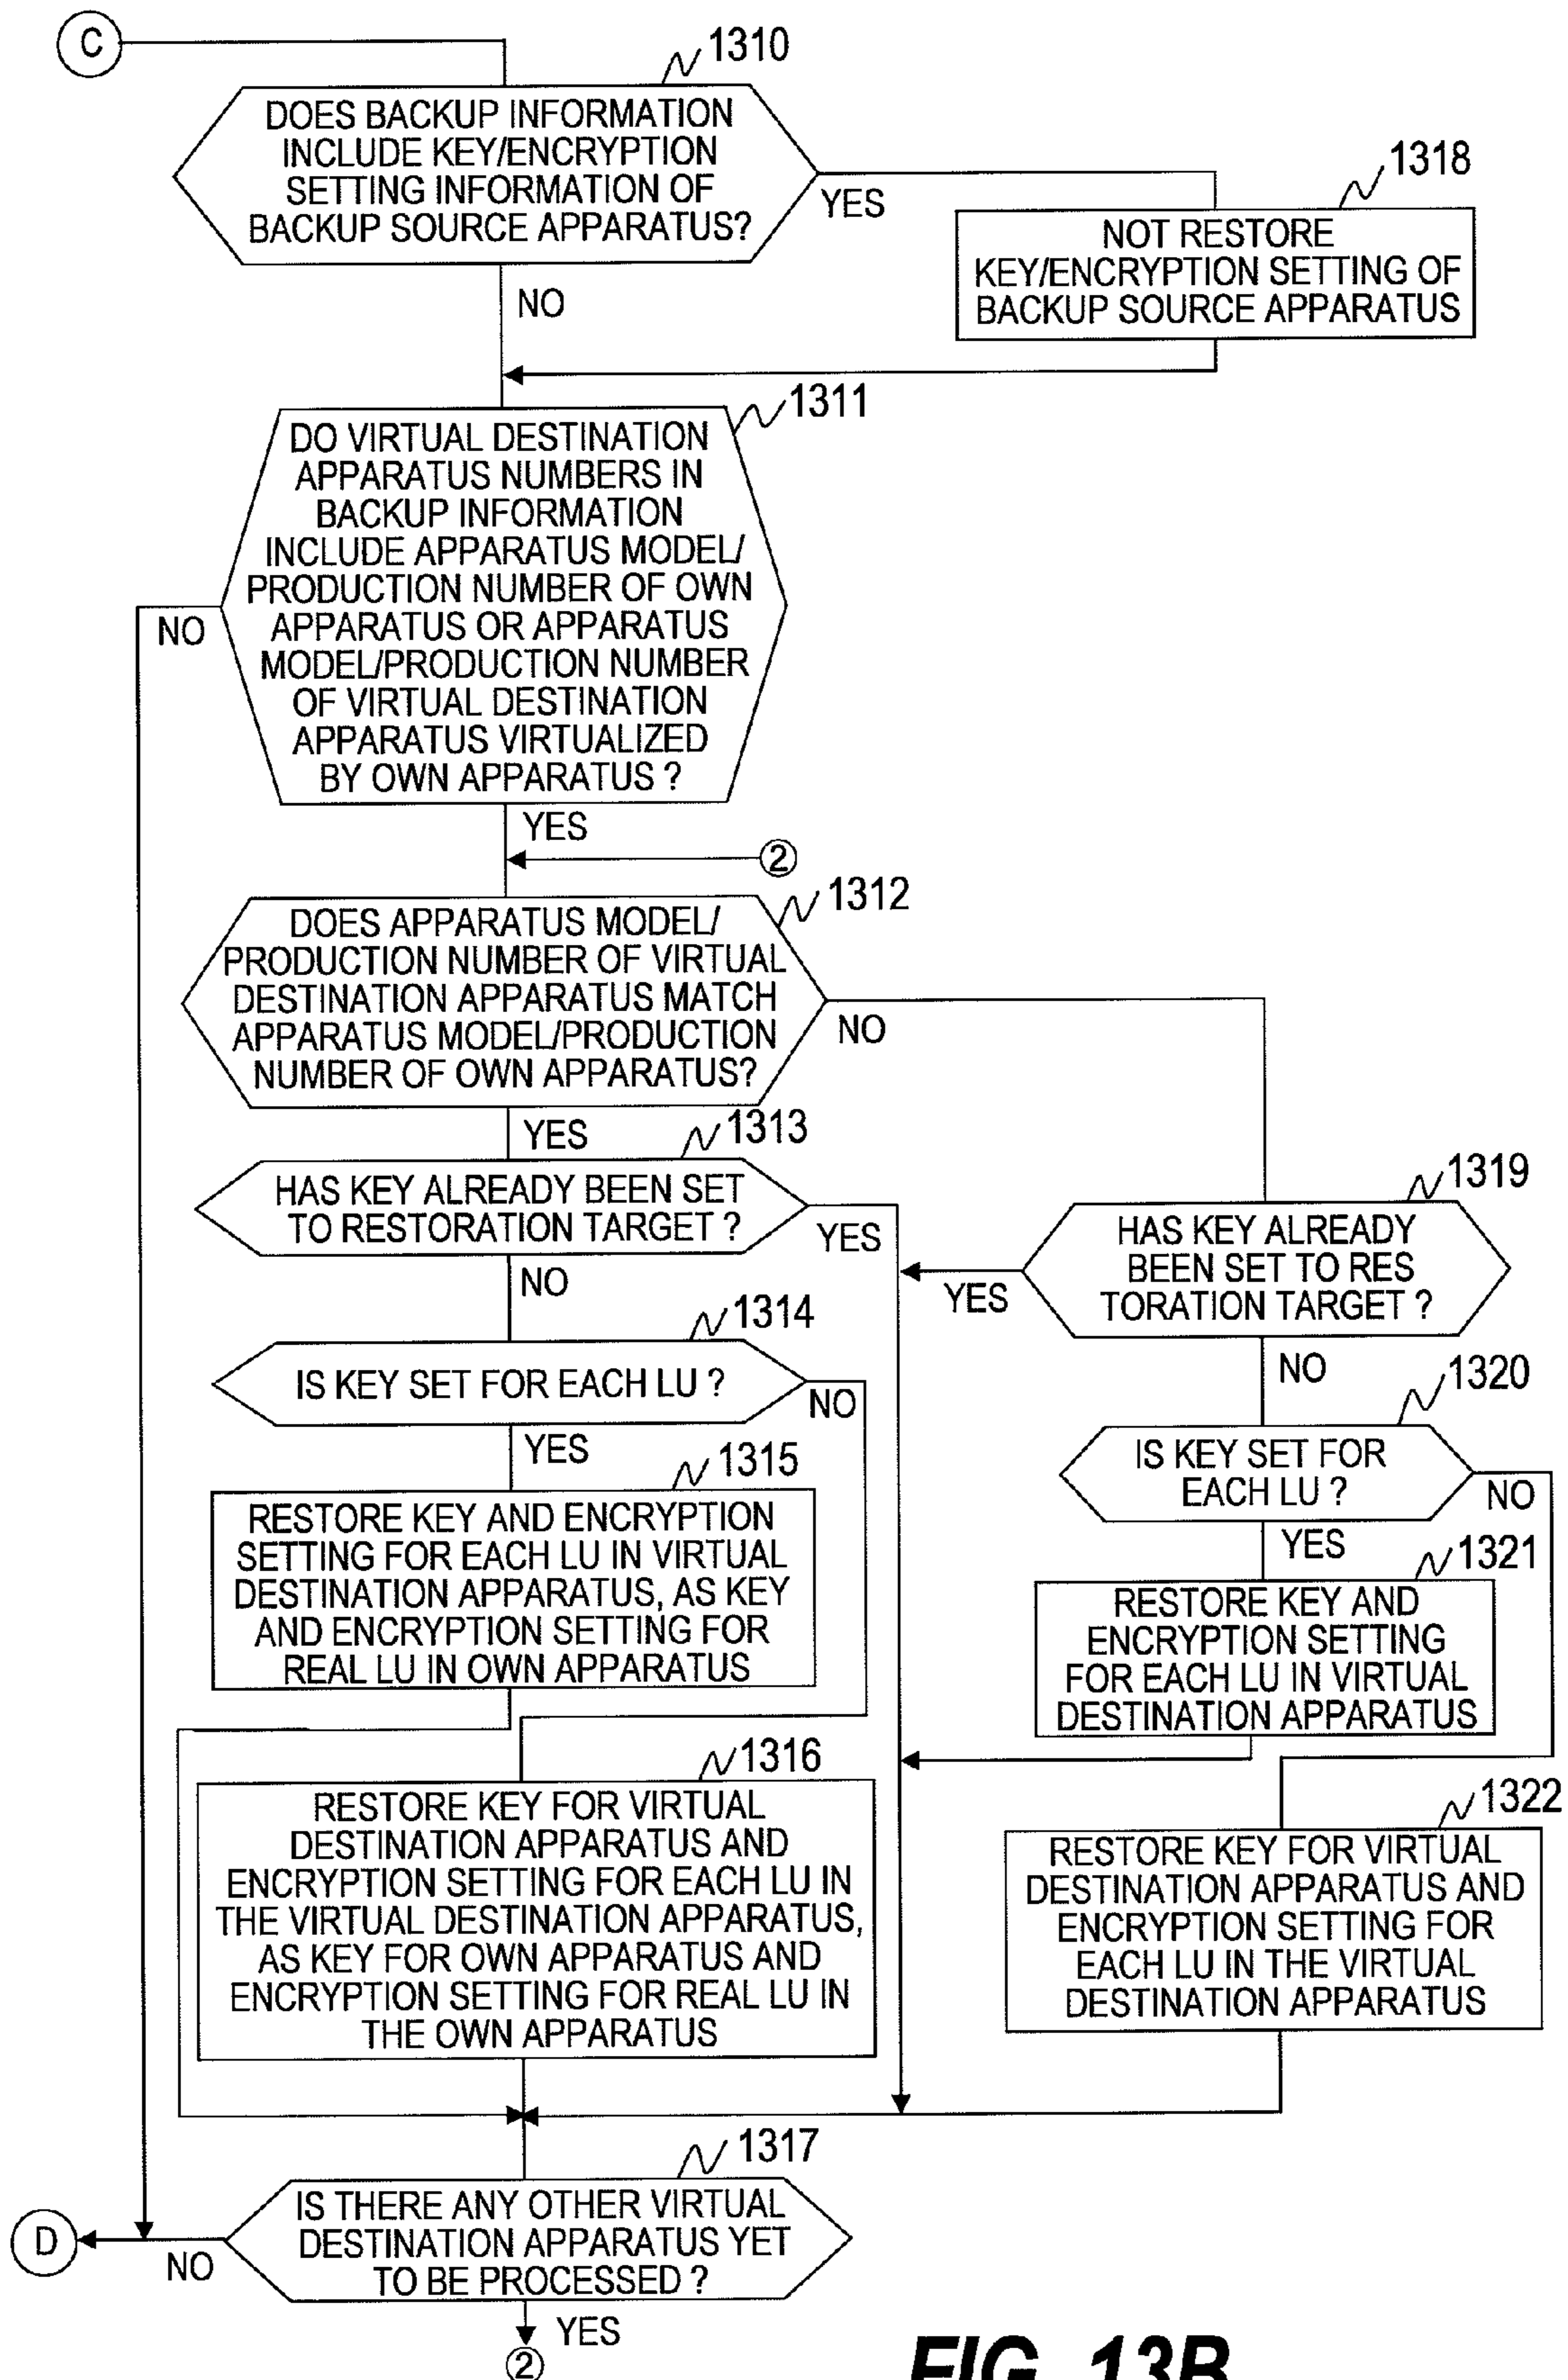 C
1310
DOES BACKUP INFORMATION
INCLUDE KEY/ENCRYPTION
SETTING INFORMATION OF
BACKUP SOURCE APPARATUS?
YES
NO
1318
NOT RESTORE
KEY/ENCRYPTION SETTING OF
BACKUP SOURCE APPARATUS
1311
DO VIRTUAL DESTINATION
APPARATUS NUMBERS IN
BACKUP INFORMATION
INCLUDE APPARATUS MODEL/
PRODUCTION NUMBER OF OWN
APPARATUS OR APPARATUS
MODEL/PRODUCTION NUMBER
OF VIRTUAL DESTINATION
APPARATUS VIRTUALIZED
BY OWN APPARATUS ?
NO
YES
2
1312
DOES APPARATUS MODEL/
PRODUCTION NUMBER OF VIRTUAL
DESTINATION APPARATUS MATCH
APPARATUS MODEL/PRODUCTION
NUMBER OF OWN APPARATUS?
NO
YES
1313
HAS KEY ALREADY BEEN SET
TO RESTORATION TARGET ?
YES
NO
1319
HAS KEY ALREADY
BEEN SET TO RES
TORATION TARGET ?
YES
NO
1314
IS KEY SET FOR EACH LU ?
NO
YES
1320
IS KEY SET FOR
EACH LU ?
NO
YES
1315
RESTORE KEY AND ENCRYPTION
SETTING FOR EACH LU IN VIRTUAL
DESTINATION APPARATUS, AS KEY
AND ENCRYPTION SETTING FOR
REAL LU IN OWN APPARATUS
1321
RESTORE KEY AND
ENCRYPTION SETTING
FOR EACH LU IN VIRTUAL
DESTINATION APPARATUS
1316
RESTORE KEY FOR VIRTUAL
DESTINATION APPARATUS AND
ENCRYPTION SETTING FOR EACH LU IN
THE VIRTUAL DESTINATION APPARATUS,
AS KEY FOR OWN APPARATUS AND
ENCRYPTION SETTING FOR REAL LU IN
THE OWN APPARATUS
1322
RESTORE KEY FOR VIRTUAL
DESTINATION APPARATUS AND
ENCRYPTION SETTING FOR
EACH LU IN THE VIRTUAL
DESTINATION APPARATUS
1317
IS THERE ANY OTHER VIRTUAL
DESTINATION APPARATUS YET
TO BE PROCESSED ?
D
NO
YES
2
FIG. 13B